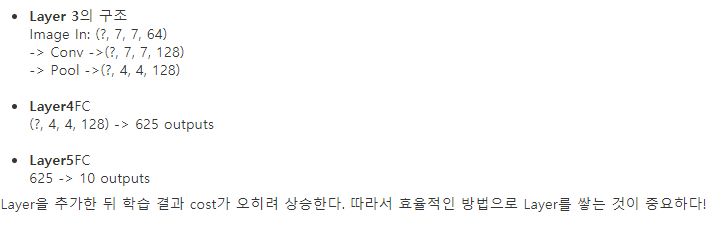 Layer 3의 구조
Image In: (?, 7, 7, 64)
-> Conv ->(?, 7, 7, 128)
-> Pool ->(?, 4, 4, 128)
Layer4FC
(?, 4, 4, 128) -> 625 outputs
Layer5FC
625 -> 10 outputs
Layer을 추가한 뒤 학습 결과 cost가 오히려 상승한다. 따라서 효율적인 방법으로 Layer를 쌓는 것이 중요하다!